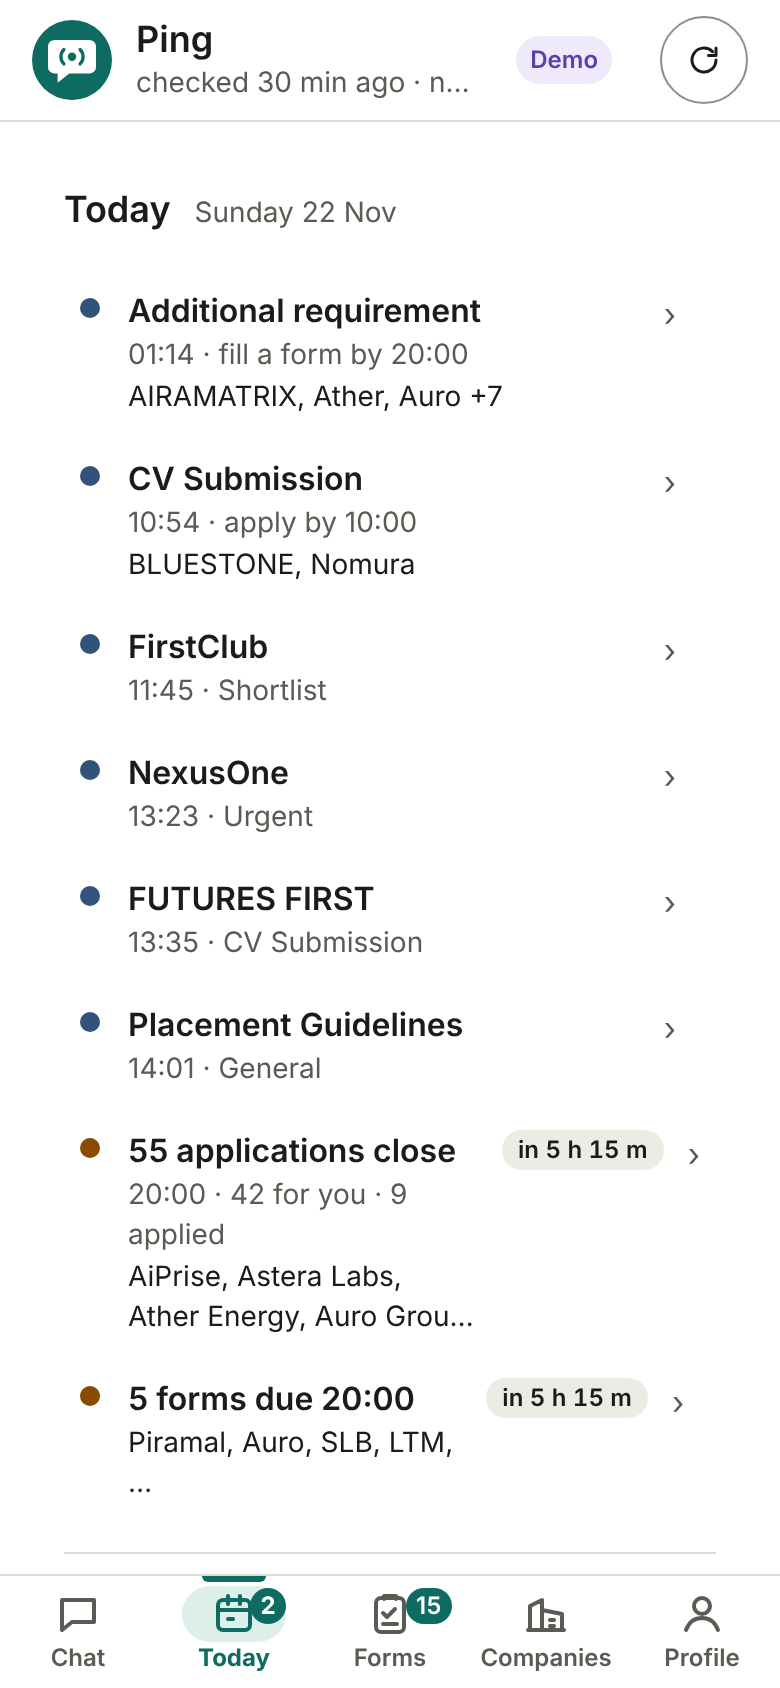 Ping
checked 30 min ago · n...
Demo
Today Sunday 22 Nov
Additional requirement
01:14 · fill a form by 20:00
AIRAMATRIX, Ather, Auro +7
CV Submission
10:54 · apply by 10:00
BLUESTONE, Nomura
FirstClub
11:45 · Shortlist
NexusOne
13:23 · Urgent
FUTURES FIRST
13:35 · CV Submission
Placement Guidelines
14:01 · General
55 applications close in 5 h 15 m
20:00 · 42 for you · 9
applied
AiPrise, Astera Labs,
Ather Energy, Auro Grou...
5 forms due 20:00 in 5 h 15 m
Piramal, Auro, SLB, LTM,
...
2 15
Chat Today Forms Companies Profile